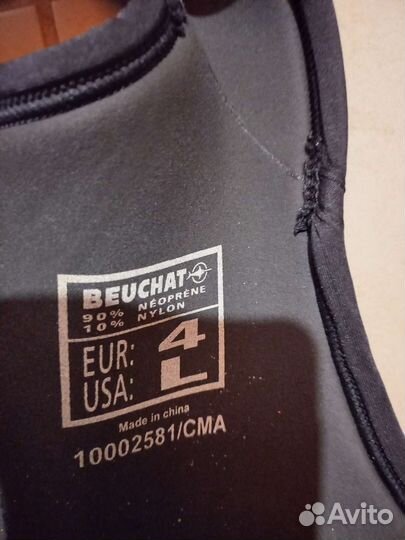 BEUCHAT
90% NÉOPRÈNE
10% NYLON
EUR: 4
USA: L
Made in china
10002581/CMA
Avito